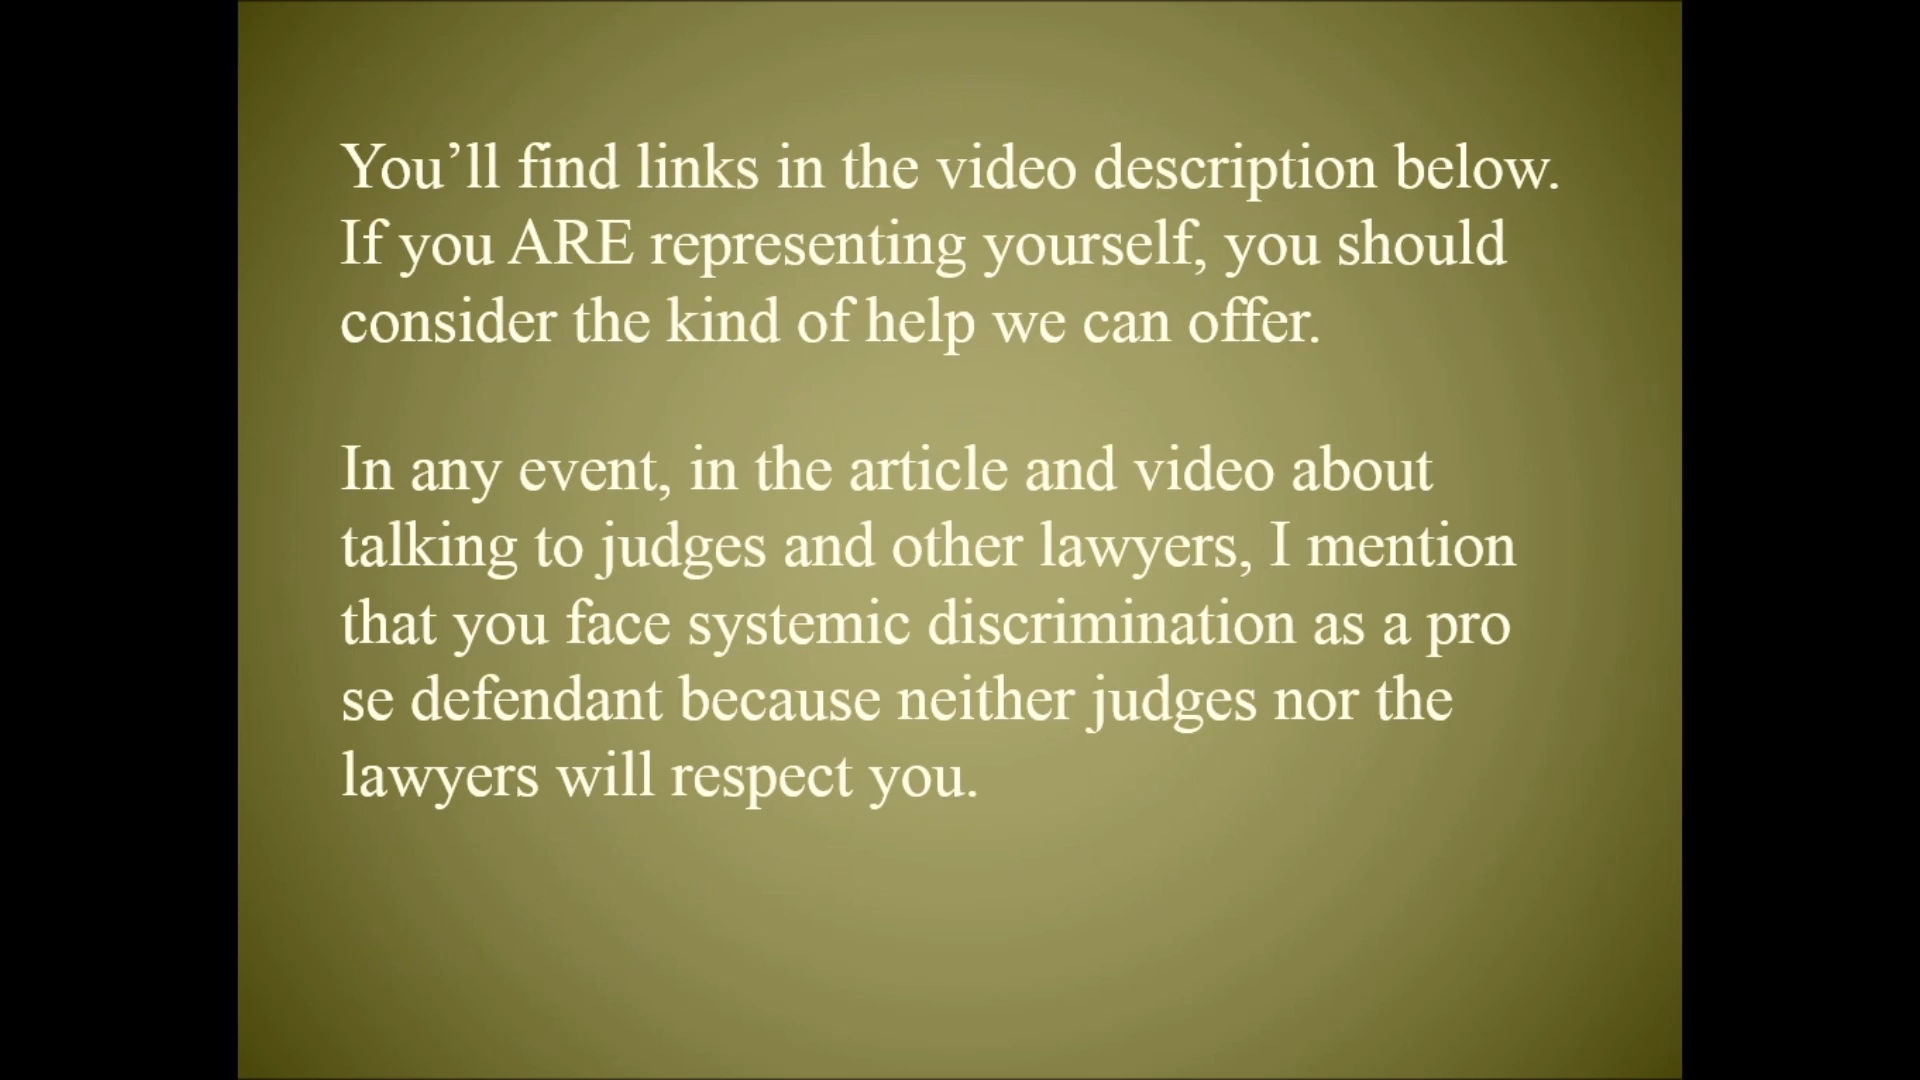 You’ll find links in the video description below.
If you ARE representing yourself, you should
consider the kind of help we can offer.
In any event, in the article and video about
talking to judges and other lawyers, I mention
that you face systemic discrimination as a pro
se defendant because neither judges nor the
lawyers will respect you.